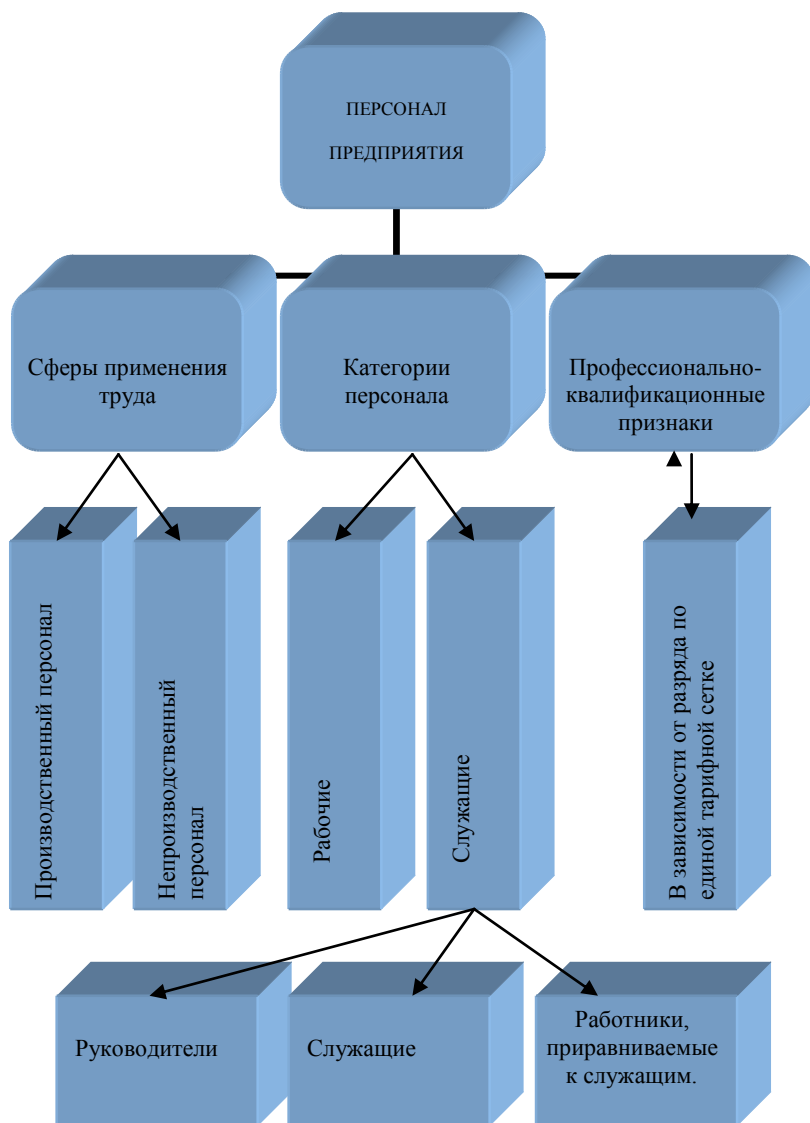 ПЕРСОНАЛ
ПРЕДПРИЯТИЯ
Сферы применения
труда
Категории
персонала
Профессионально-
квалификационные
признаки
Производственный персонал
Непроизводственный
персонал
Рабочие
Служащие
В зависимости от разряда по
единой тарифной сетке
Руководители
Служащие
Работники,
приравниваемые
к служащим.